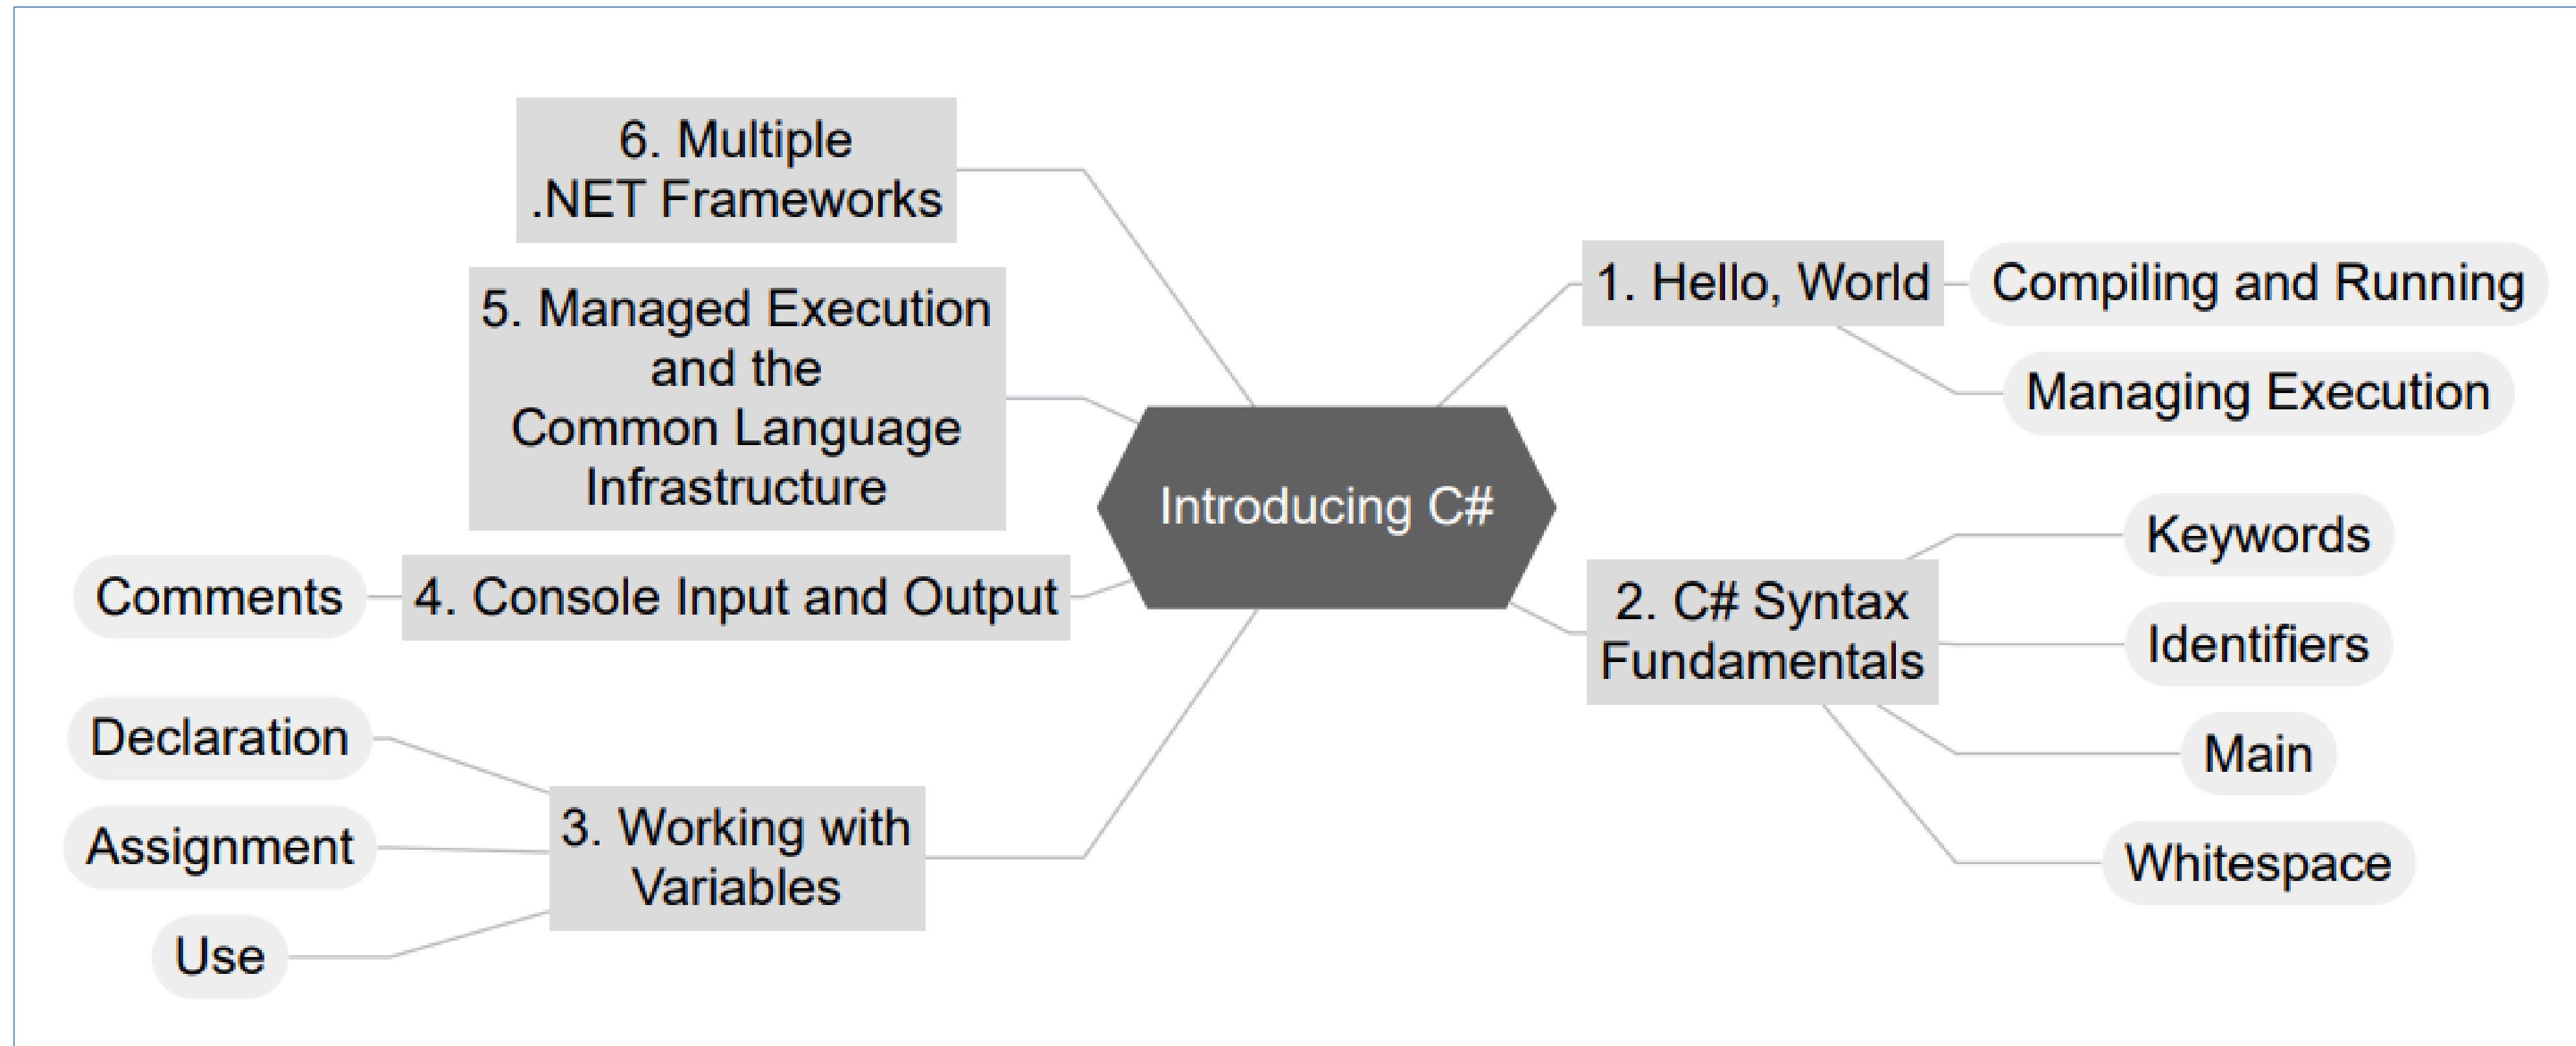 Introducing C#
1. Hello, World
Compiling and Running
Managing Execution
2. C# Syntax
Fundamentals
Keywords
Identifiers
Main
Whitespace
3. Working with
Variables
Declaration
Assignment
Use
4. Console Input and Output
Comments
5. Managed Execution
and the
Common Language
Infrastructure
6. Multiple
.NET Frameworks